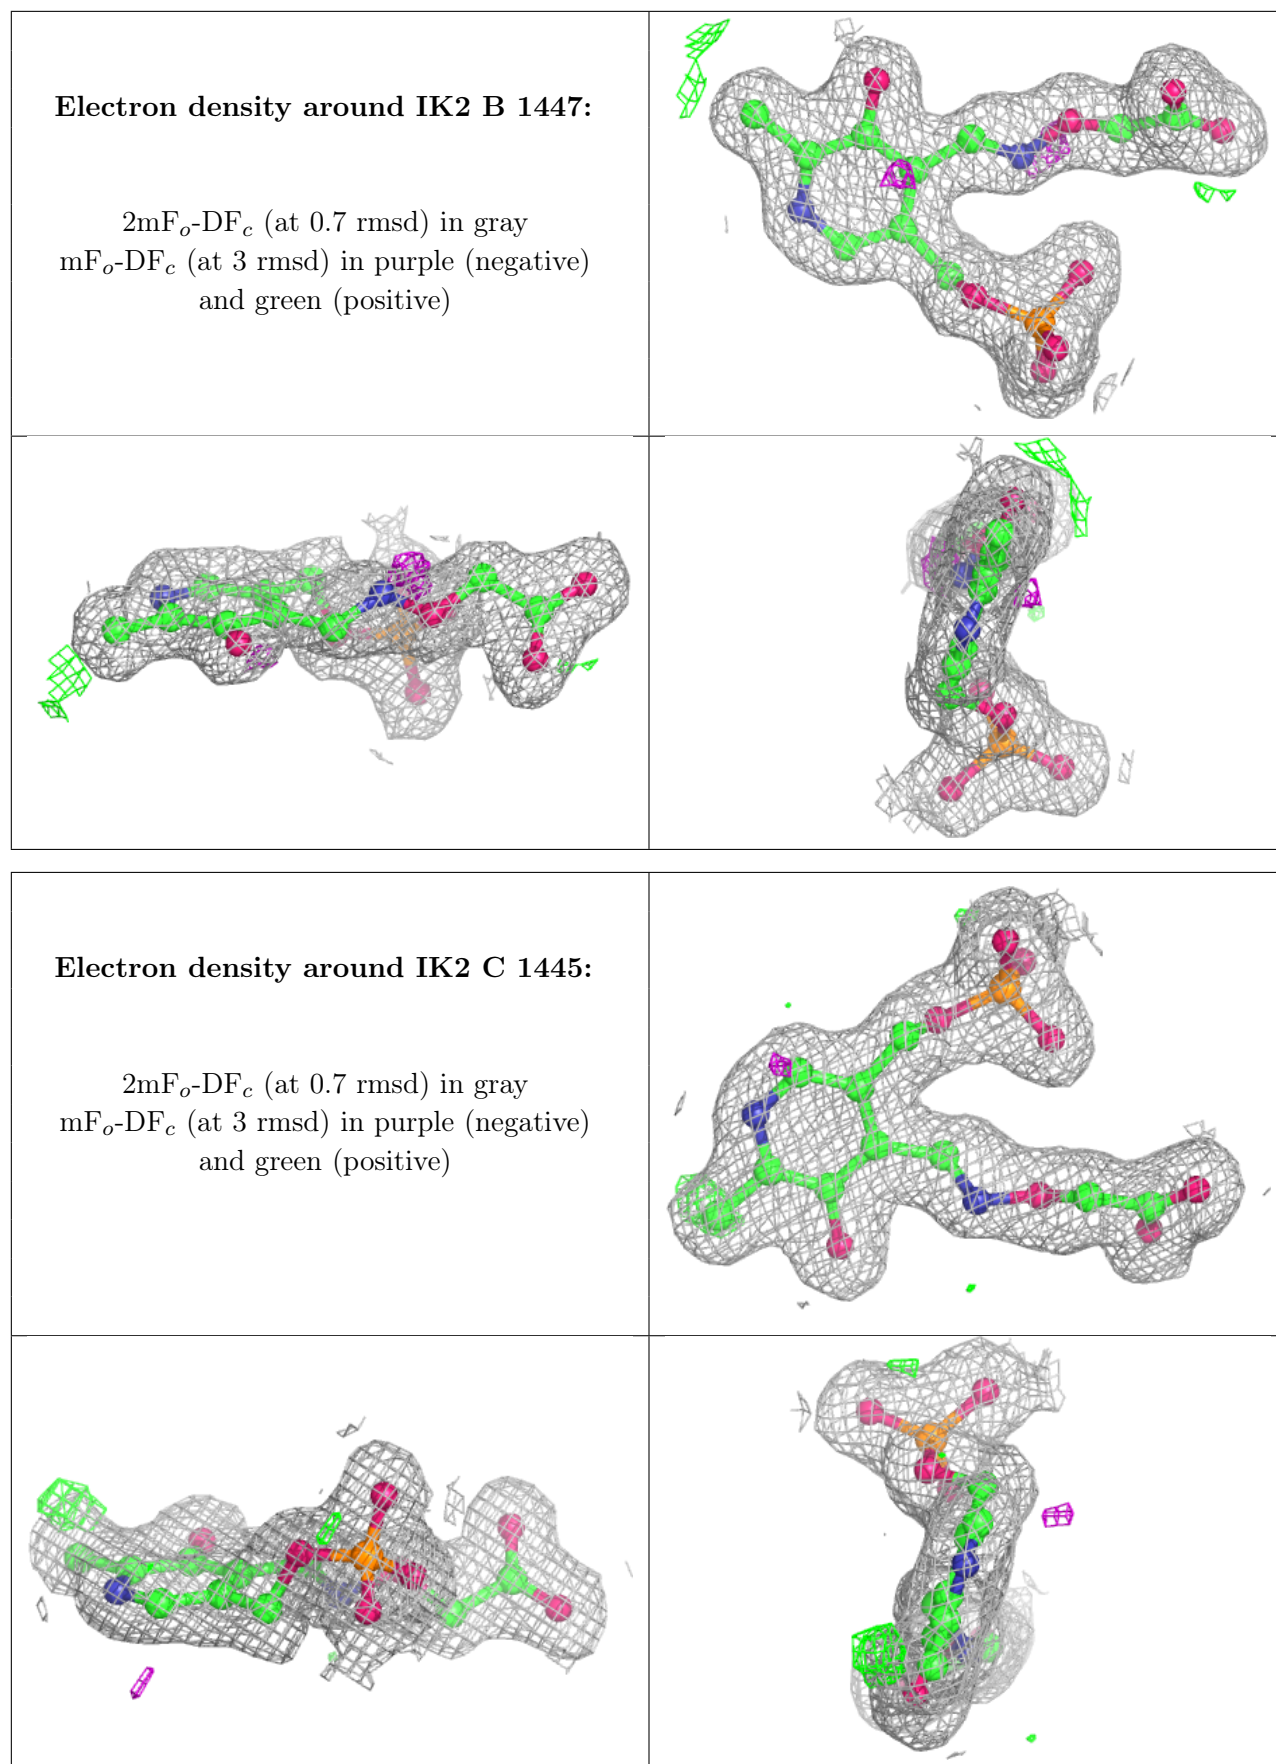 Electron density around IK2 B 1447:
2mFₒ-DF𝑐 (at 0.7 rmsd) in gray
mFₒ-DF𝑐 (at 3 rmsd) in purple (negative)
and green (positive)
Electron density around IK2 C 1445:
2mFₒ-DF𝑐 (at 0.7 rmsd) in gray
mFₒ-DF𝑐 (at 3 rmsd) in purple (negative)
and green (positive)